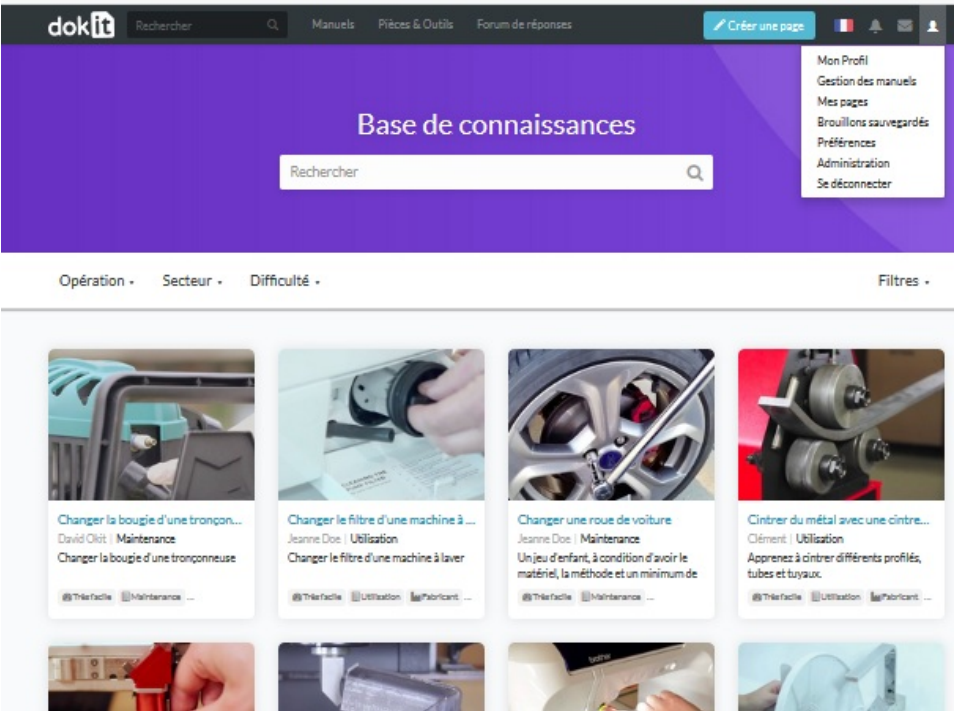 dokit
Rechercher
Manuels
Pièces & Outils
Forum de réponses
Créer une page
Mon Profil
Gestion des manuels
Mes pages
Brouillons sauvegardés
Préférences
Administration
Se déconnecter
Base de connaissances
Rechercher
Opération
Secteur
Difficulté
Filtres
Changer la bougie d'une tronçon...
David Okit | Maintenance
Changer la bougie d'une tronçonneuse
Très facile Maintenance ...
Changer le filtre d'une machine à ...
Jeanne Doe | Utilisation
Changer le filtre d'une machine à laver
Très facile Utilisation Fabricant ...
Changer une roue de voiture
Jeanne Doe | Maintenance
Un jeu d'enfant, à condition d'avoir le
matériel, la méthode et un minimum de
Très facile Maintenance ...
Cintrer du métal avec une cintre...
Clément | Utilisation
Apprenez à cintrer différents profilés,
tubes et tuyaux.
Très facile Utilisation Fabricant ...
brother